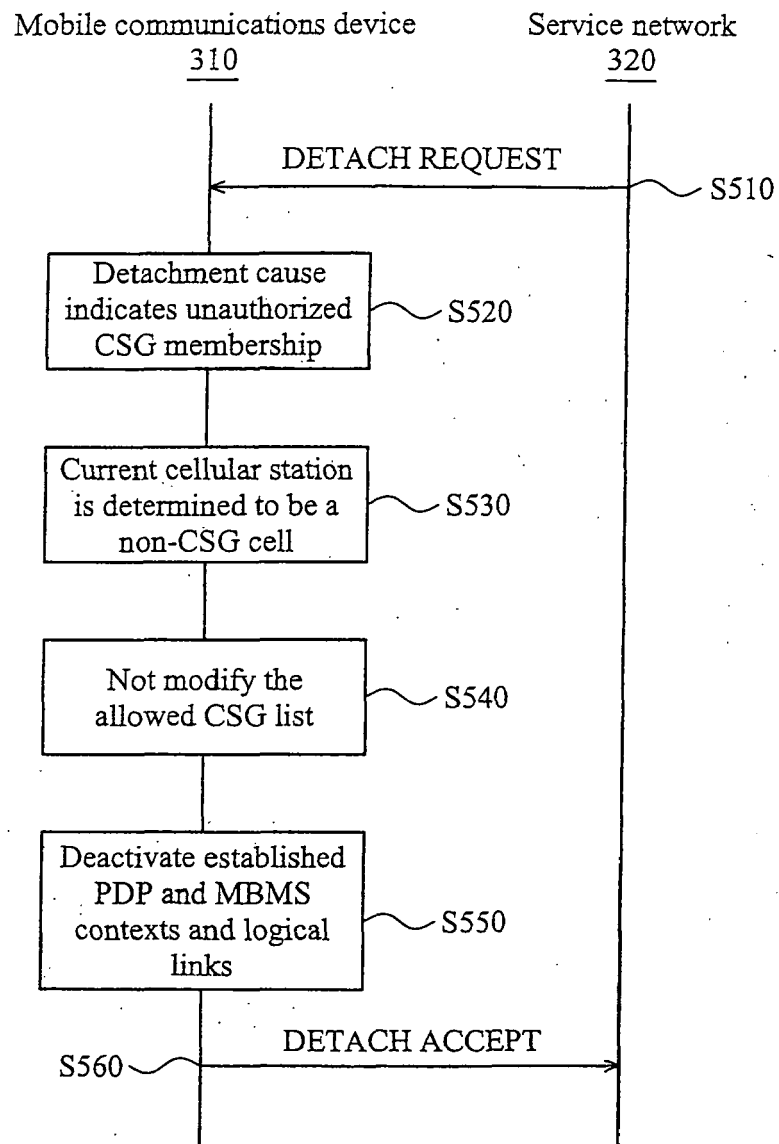 Mobile communications device
310
Service network
320
DETACH REQUEST
S510
Detachment cause
indicates unauthorized
CSG membership
S520
Current cellular station
is determined to be a
non-CSG cell
S530
Not modify the
allowed CSG list
S540
Deactivate established
PDP and MBMS
contexts and logical
links
S550
DETACH ACCEPT
S560